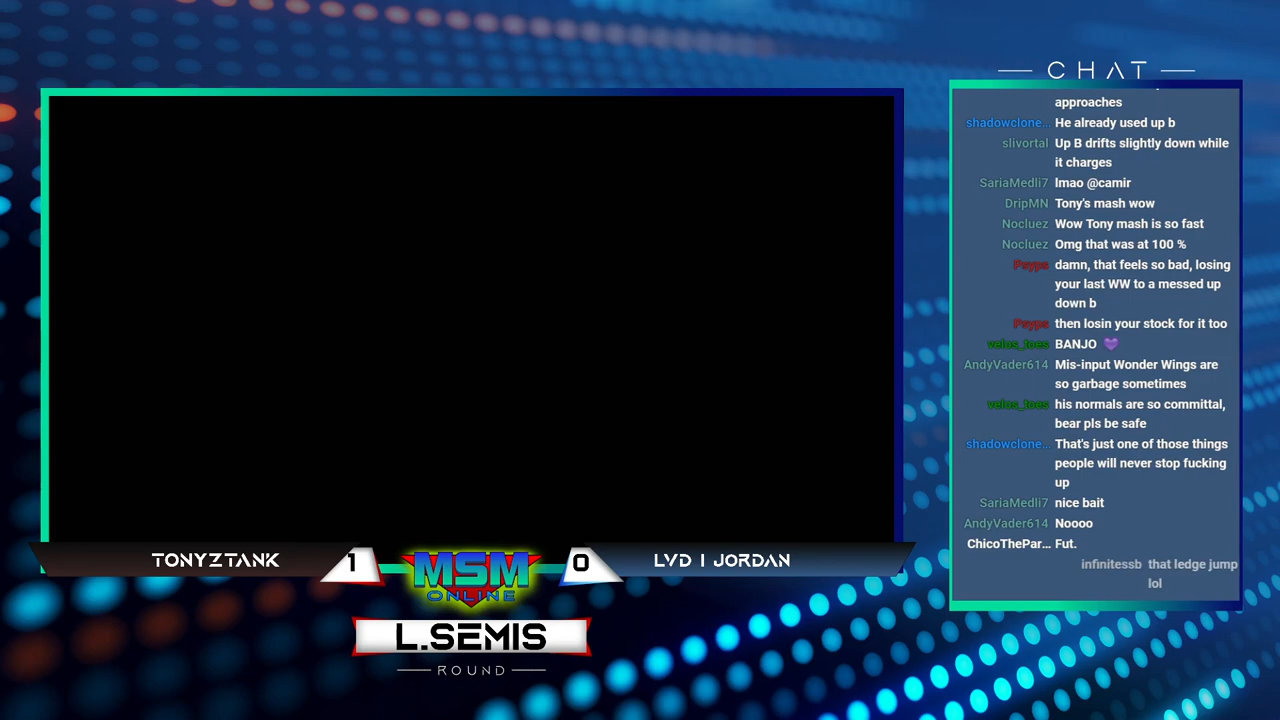 CHAT
approaches
shadowclone... He already used up b
slivortal Up B drifts slightly down while
it charges
SariaMedli7 lmao @camir
DripMN Tony's mash wow
Nocluez Wow Tony mash is so fast
Nocluez Omg that was at 100 %
Psyps damn, that feels so bad, losing
your last WW to a messed up
down b
Psyps then losin your stock for it too
velos_toes BANJO 💜
AndyVader614 Mis-input Wonder Wings are
so garbage sometimes
velos_toes his normals are so committal,
bear pls be safe
shadowclone... That's just one of those things
people will never stop fucking
up
SariaMedli7 nice bait
AndyVader614 Noooo
ChicoThePar... Fut.
infinitessb that ledge jump
lol
TONYZTANK 1 MSM 0 LVD | JORDAN
ONLINE
L.SEMIS
ROUND